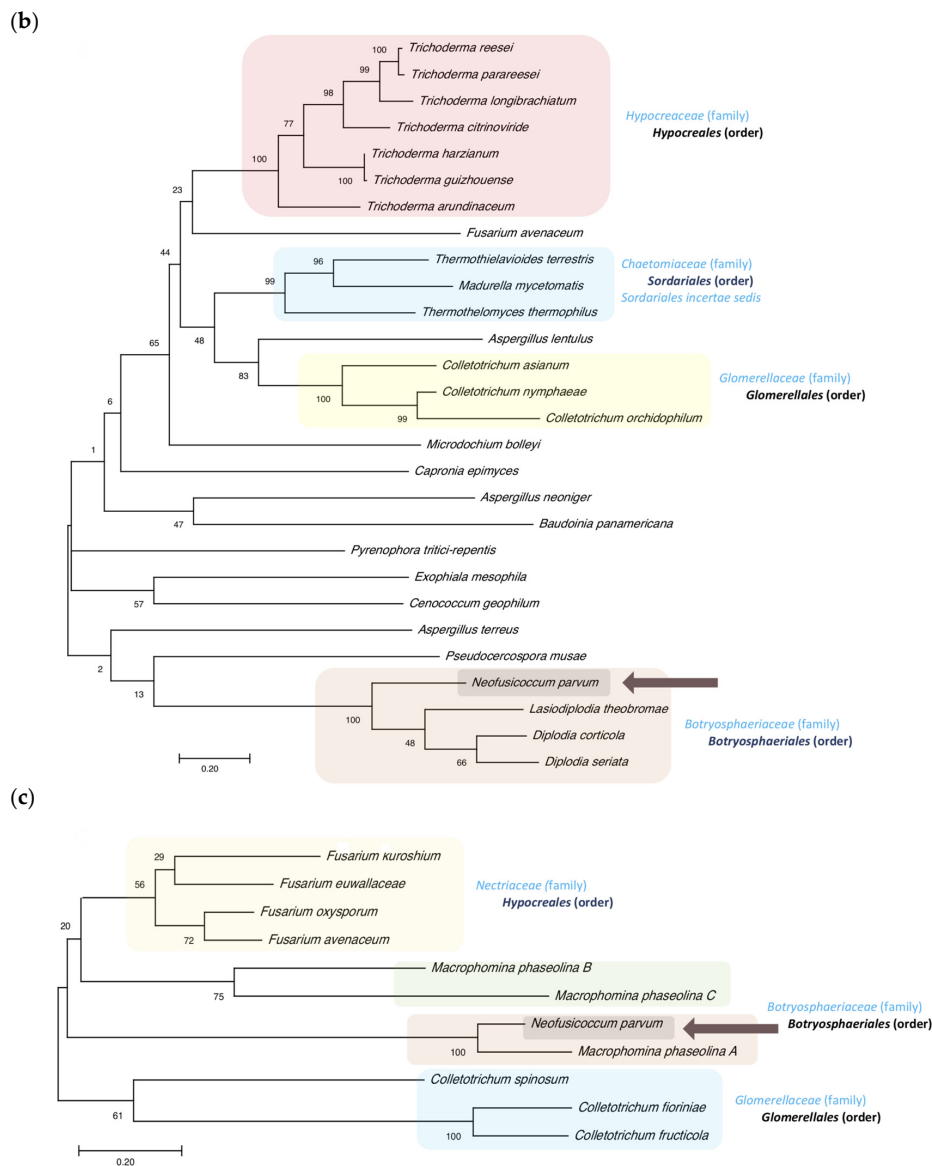 (b)
100
Trichoderma reesei
Trichoderma parareesei
99
Trichoderma longibrachiatum
98
Trichoderma citrinoviride
77
Trichoderma harzianum
100
Trichoderma guizhouense
100
Trichoderma arundinaceum
Hypocreaceae (family)
Hypocreales (order)
23
Fusarium avenaceum
44
96
Thermothielavioides terrestris
99
Madurella mycetomatis
Thermothelomyces thermophilus
Chaetomiaceae (family)
Sordariales (order)
Sordariales incertae sedis
48
Aspergillus lentulus
65
83
Colletotrichum asianum
100
Colletotrichum nymphaeae
99
Colletotrichum orchidophilum
Glomerellaceae (family)
Glomerellales (order)
6
Microdochium bolleyi
1
Capronia epimyces
Aspergillus neoniger
47
Baudoinia panamericana
Pyrenophora tritici-repentis
Exophiala mesophila
57
Cenococcum geophilum
Aspergillus terreus
2
Pseudocercospora musae
13
Neofusicoccum parvum
100
Lasiodiplodia theobromae
48
Diplodia corticola
66
Diplodia seriata
Botryosphaeriaceae (family)
Botryosphaeriales (order)
0.20
(c)
29
Fusarium kuroshium
56
Fusarium euwallaceae
Fusarium oxysporum
72
Fusarium avenaceum
Nectriaceae (family)
Hypocreales (order)
20
Macrophomina phaseolina B
75
Macrophomina phaseolina C
Neofusicoccum parvum
100
Macrophomina phaseolina A
Botryosphaeriaceae (family)
Botryosphaeriales (order)
Colletotrichum spinosum
61
Colletotrichum fioriniae
100
Colletotrichum fructicola
Glomerellaceae (family)
Glomerellales (order)
0.20